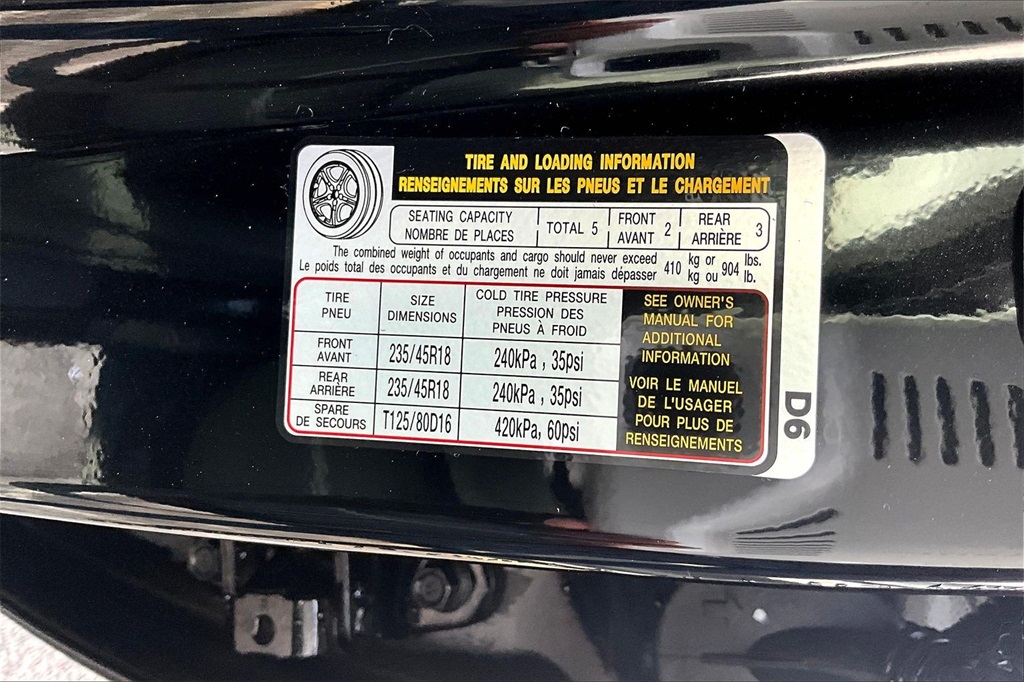 TIRE AND LOADING INFORMATION
RENSEIGNEMENTS SUR LES PNEUS ET LE CHARGEMENT
SEATING CAPACITY
NOMBRE DE PLACES
TOTAL 5
FRONT
AVANT 2
REAR
ARRIÈRE 3
The combined weight of occupants and cargo should never exceed 410 kg or 904 lbs.
Le poids total des occupants et du chargement ne doit jamais dépasser kg ou lb.
TIRE
PNEU
SIZE
DIMENSIONS
COLD TIRE PRESSURE
PRESSION DES
PNEUS À FROID
FRONT
AVANT
235/45R18
240kPa , 35psi
REAR
ARRIÈRE
235/45R18
240kPa , 35psi
SPARE
DE SECOURS
T125/80D16
420kPa, 60psi
SEE OWNER'S
MANUAL FOR
ADDITIONAL
INFORMATION
VOIR LE MANUEL
DE L'USAGER
POUR PLUS DE
RENSEIGNEMENTS
D6